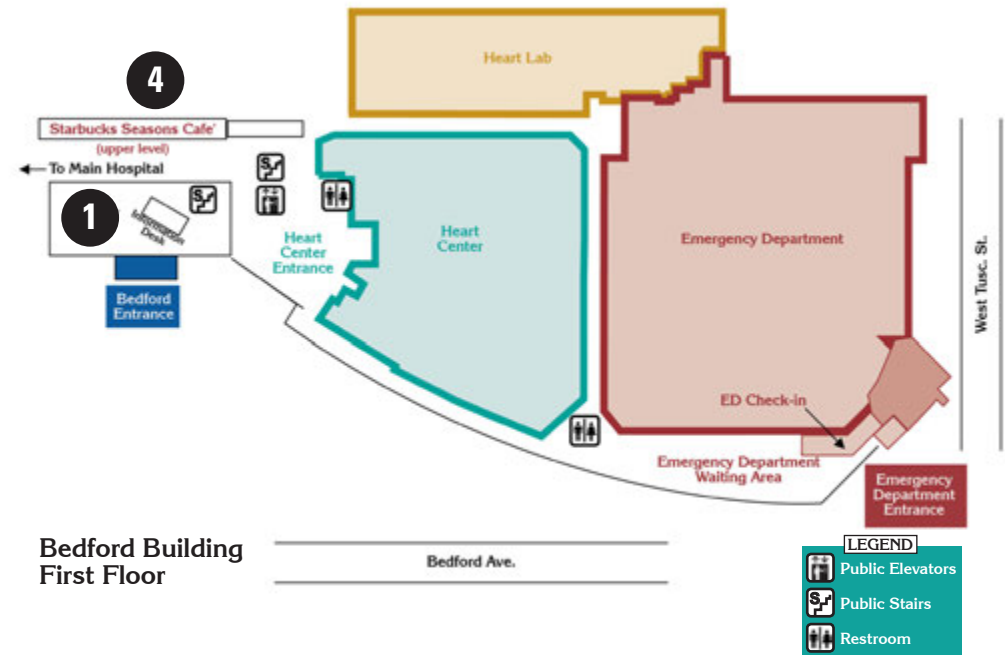 Heart Lab
4
Starbucks Seasons Cafe'
(upper level)
To Main Hospital
1
Information
Desk
Heart
Center
Entrance
Heart
Center
Emergency Department
West Tusc. St.
Bedford
Entrance
ED Check-in
Emergency Department
Waiting Area
Emergency
Department
Entrance
Bedford Building
First Floor
Bedford Ave.
LEGEND
Public Elevators
S
Public Stairs
Restroom